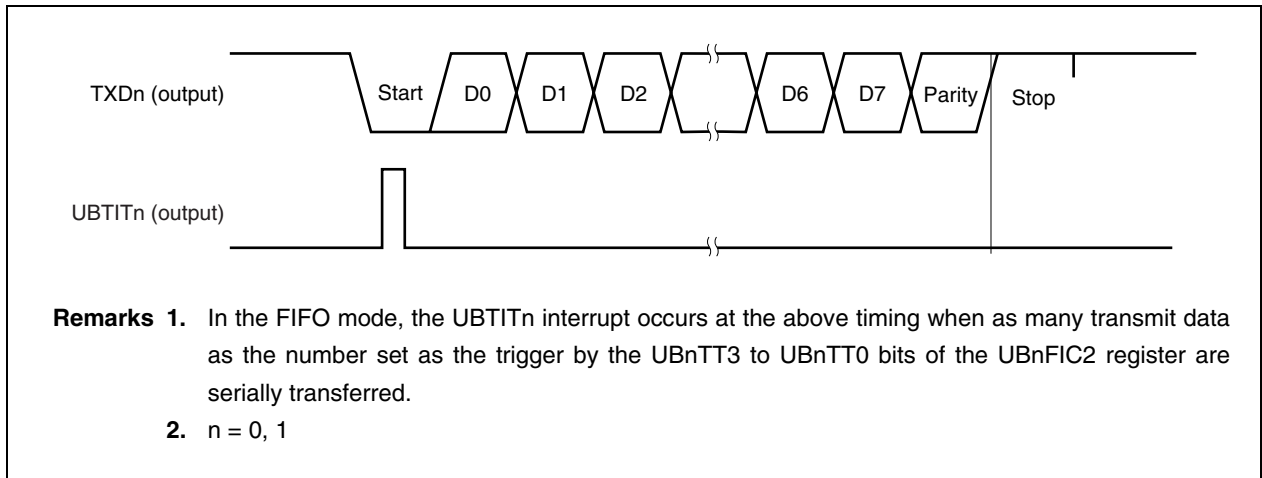 TXDn (output) Start D0 D1 D2 D6 D7 Parity Stop
UBTITn (output)
Remarks 1. In the FIFO mode, the UBTITn interrupt occurs at the above timing when as many transmit data
as the number set as the trigger by the UBnTT3 to UBnTT0 bits of the UBnFIC2 register are
serially transferred.
2. n = 0, 1